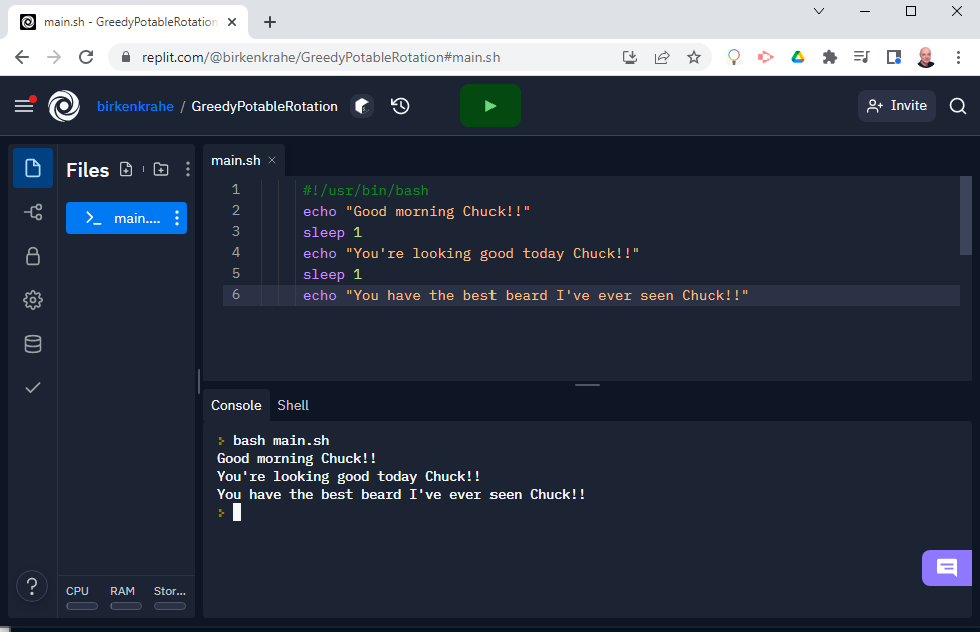 main.sh - GreedyPotableRotation
replit.com/@birkenkrahe/GreedyPotableRotation#main.sh
birkenkrahe / GreedyPotableRotation
Invite
Files
main....
main.sh
1 #!/usr/bin/bash
2 echo "Good morning Chuck!!"
3 sleep 1
4 echo "You're looking good today Chuck!!"
5 sleep 1
6 echo "You have the best beard I've ever seen Chuck!!"
Console Shell
bash main.sh
Good morning Chuck!!
You're looking good today Chuck!!
You have the best beard I've ever seen Chuck!!
?
CPU RAM Stor...